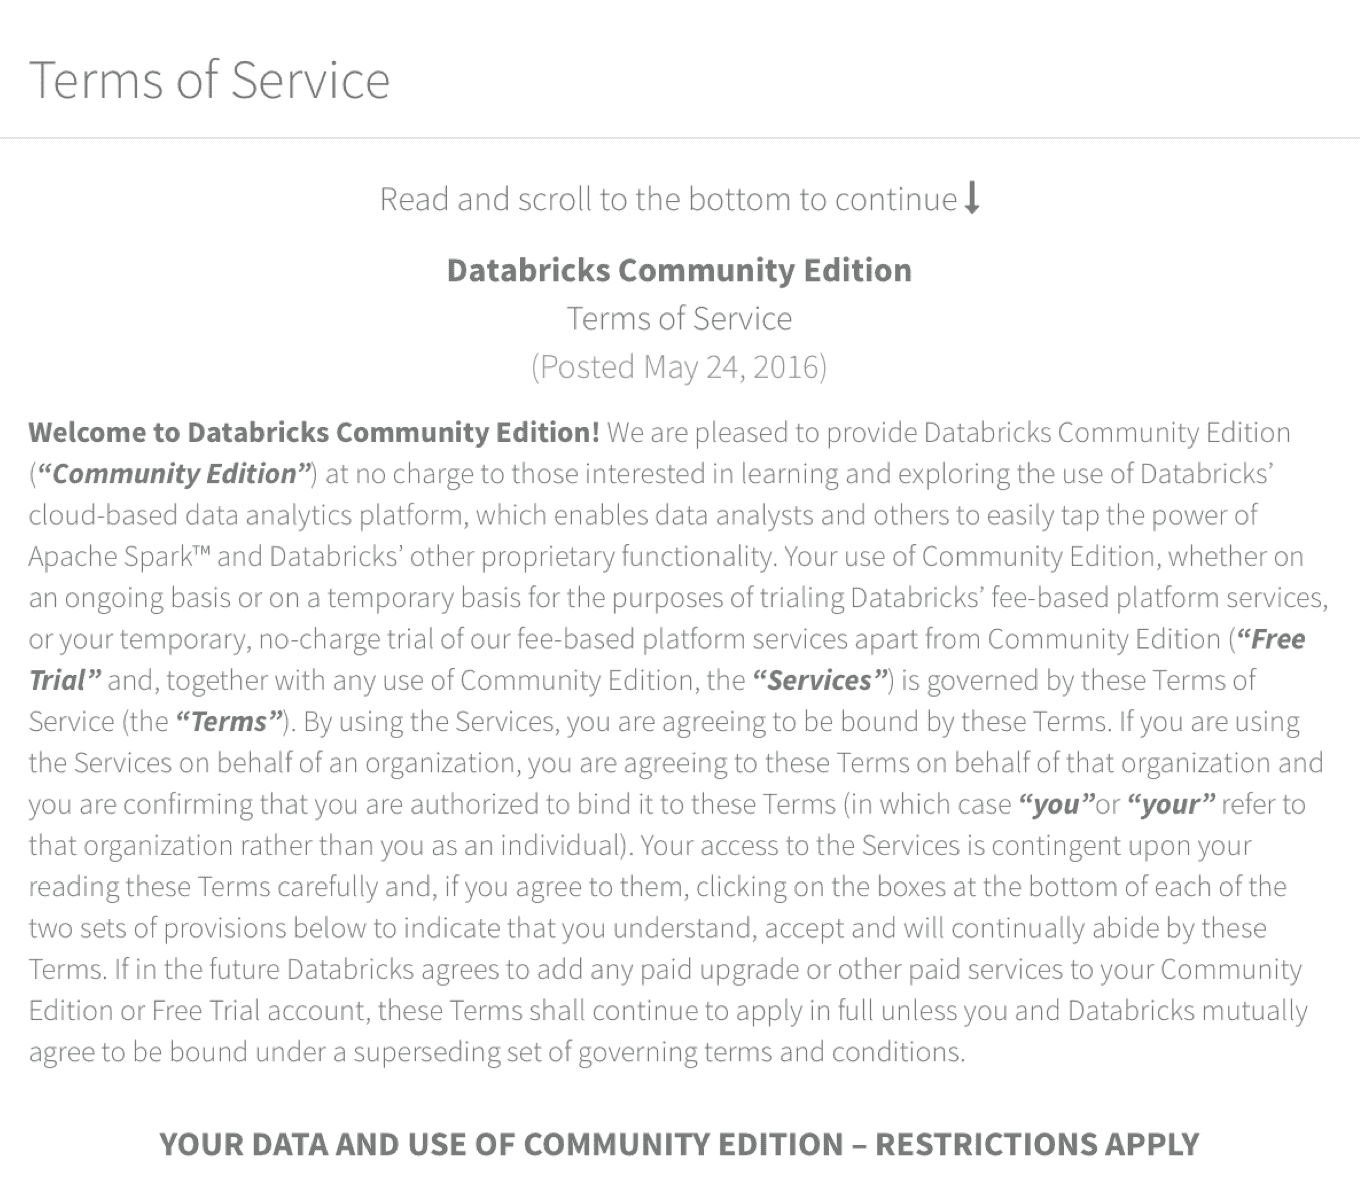 Terms of Service
Read and scroll to the bottom to continue
Databricks Community Edition
Terms of Service
(Posted May 24, 2016)
Welcome to Databricks Community Edition! We are pleased to provide Databricks Community Edition
(“Community Edition”) at no charge to those interested in learning and exploring the use of Databricks’
cloud-based data analytics platform, which enables data analysts and others to easily tap the power of
Apache Spark™ and Databricks’ other proprietary functionality. Your use of Community Edition, whether on
an ongoing basis or on a temporary basis for the purposes of trialing Databricks’ fee-based platform services,
or your temporary, no-charge trial of our fee-based platform services apart from Community Edition (“Free
Trial” and, together with any use of Community Edition, the “Services”) is governed by these Terms of
Service (the “Terms”). By using the Services, you are agreeing to be bound by these Terms. If you are using
the Services on behalf of an organization, you are agreeing to these Terms on behalf of that organization and
you are confirming that you are authorized to bind it to these Terms (in which case “you”or “your” refer to
that organization rather than you as an individual). Your access to the Services is contingent upon your
reading these Terms carefully and, if you agree to them, clicking on the boxes at the bottom of each of the
two sets of provisions below to indicate that you understand, accept and will continually abide by these
Terms. If in the future Databricks agrees to add any paid upgrade or other paid services to your Community
Edition or Free Trial account, these Terms shall continue to apply in full unless you and Databricks mutually
agree to be bound under a superseding set of governing terms and conditions.
YOUR DATA AND USE OF COMMUNITY EDITION – RESTRICTIONS APPLY